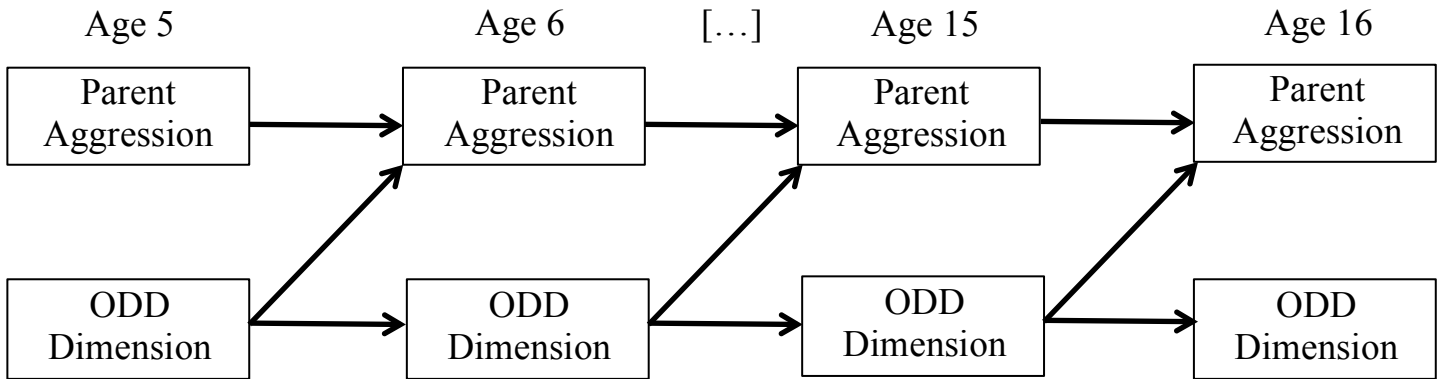 Age 5
Age 6
[...]
Age 15
Age 16
Parent
Aggression
Parent
Aggression
Parent
Aggression
Parent
Aggression
ODD
Dimension
ODD
Dimension
ODD
Dimension
ODD
Dimension